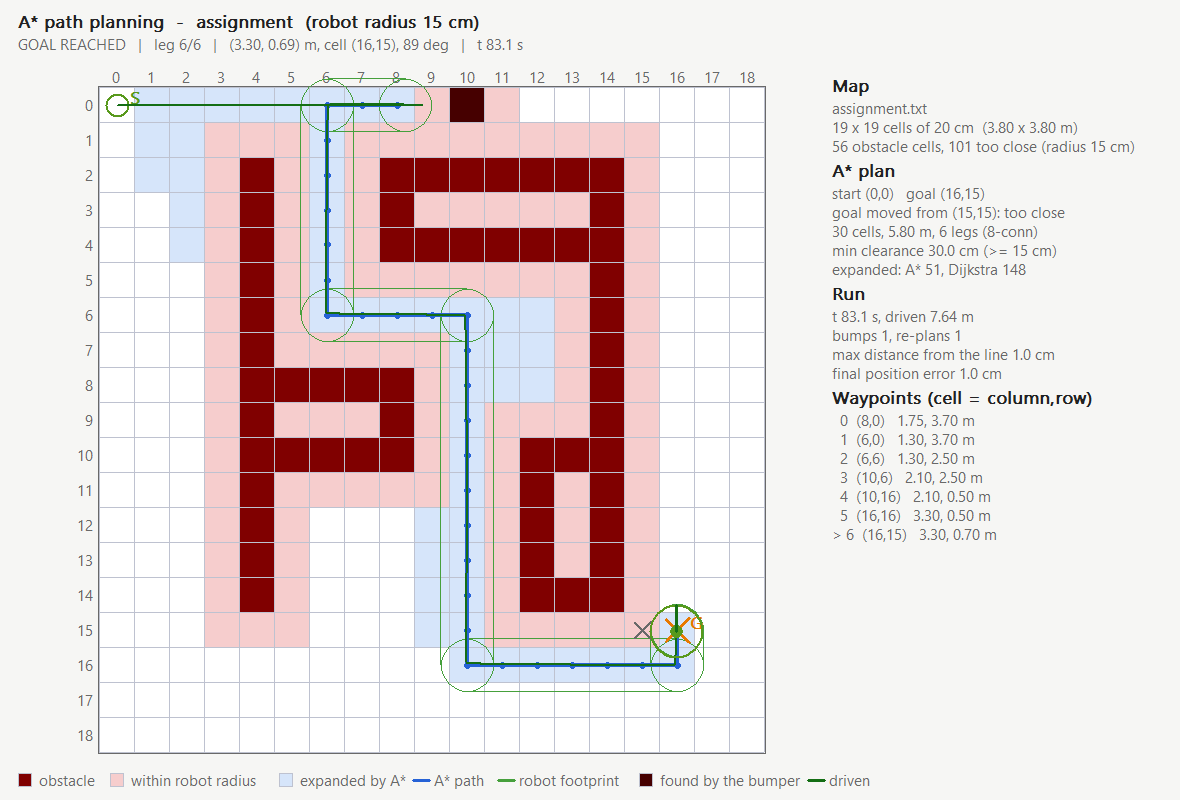 A* path planning  -  assignment  (robot radius 15 cm)
GOAL REACHED   |   leg 6/6   |   (3.30, 0.69) m, cell (16,15), 89 deg   |   t 83.1 s
0 1 2 3 4 5 6 7 8 9 10 11 12 13 14 15 16 17 18
0
S
1
2
3
4
5
6
7
8
9
10
11
12
13
14
15
G
16
17
18
Map
assignment.txt
19 x 19 cells of 20 cm  (3.80 x 3.80 m)
56 obstacle cells, 101 too close (radius 15 cm)
A* plan
start (0,0)   goal (16,15)
goal moved from (15,15): too close
30 cells, 5.80 m, 6 legs (8-conn)
min clearance 30.0 cm (>= 15 cm)
expanded: A* 51, Dijkstra 148
Run
t 83.1 s, driven 7.64 m
bumps 1, re-plans 1
max distance from the line 1.0 cm
final position error 1.0 cm
Waypoints (cell = column,row)
0  (8,0)   1.75, 3.70 m
1  (6,0)   1.30, 3.70 m
2  (6,6)   1.30, 2.50 m
3  (10,6)   2.10, 2.50 m
4  (10,16)   2.10, 0.50 m
5  (16,16)   3.30, 0.50 m
> 6  (16,15)   3.30, 0.70 m
obstacle within robot radius expanded by A* A* path robot footprint found by the bumper driven